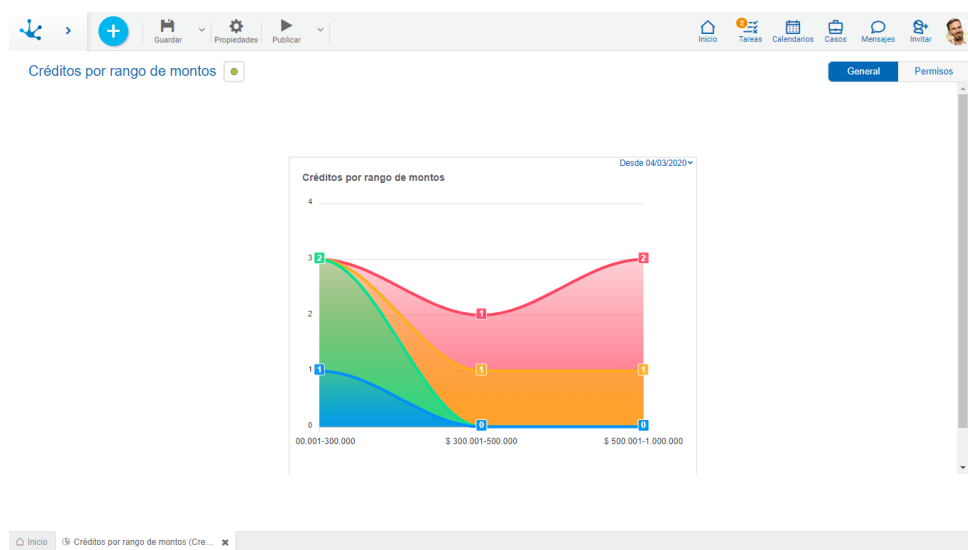 Guardar
Propiedades
Publicar
Inicio
2
Tareas
Calendarios
Casos
Mensajes
Invitar
Créditos por rango de montos
General
Permisos
Desde 04/03/2020
Créditos por rango de montos
4
3
2
2
2
1
1
1
1
1
0
0
0
00.001-300.000
$ 300.001-500.000
$ 500.001-1.000.000
Inicio
Créditos por rango de montos (Cre...